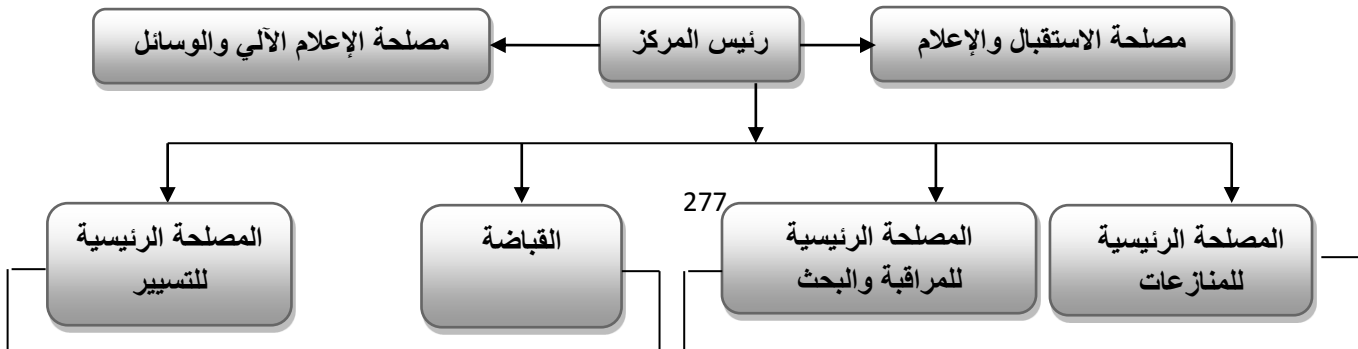 مصلحة الاستقبال والإعلام
رئيس المركز
مصلحة الإعلام الآلي والوسائل
277
المصلحة الرئيسية
للمنازعات
المصلحة الرئيسية
للمراقبة والبحث
القباضة
المصلحة الرئيسية
للتسيير